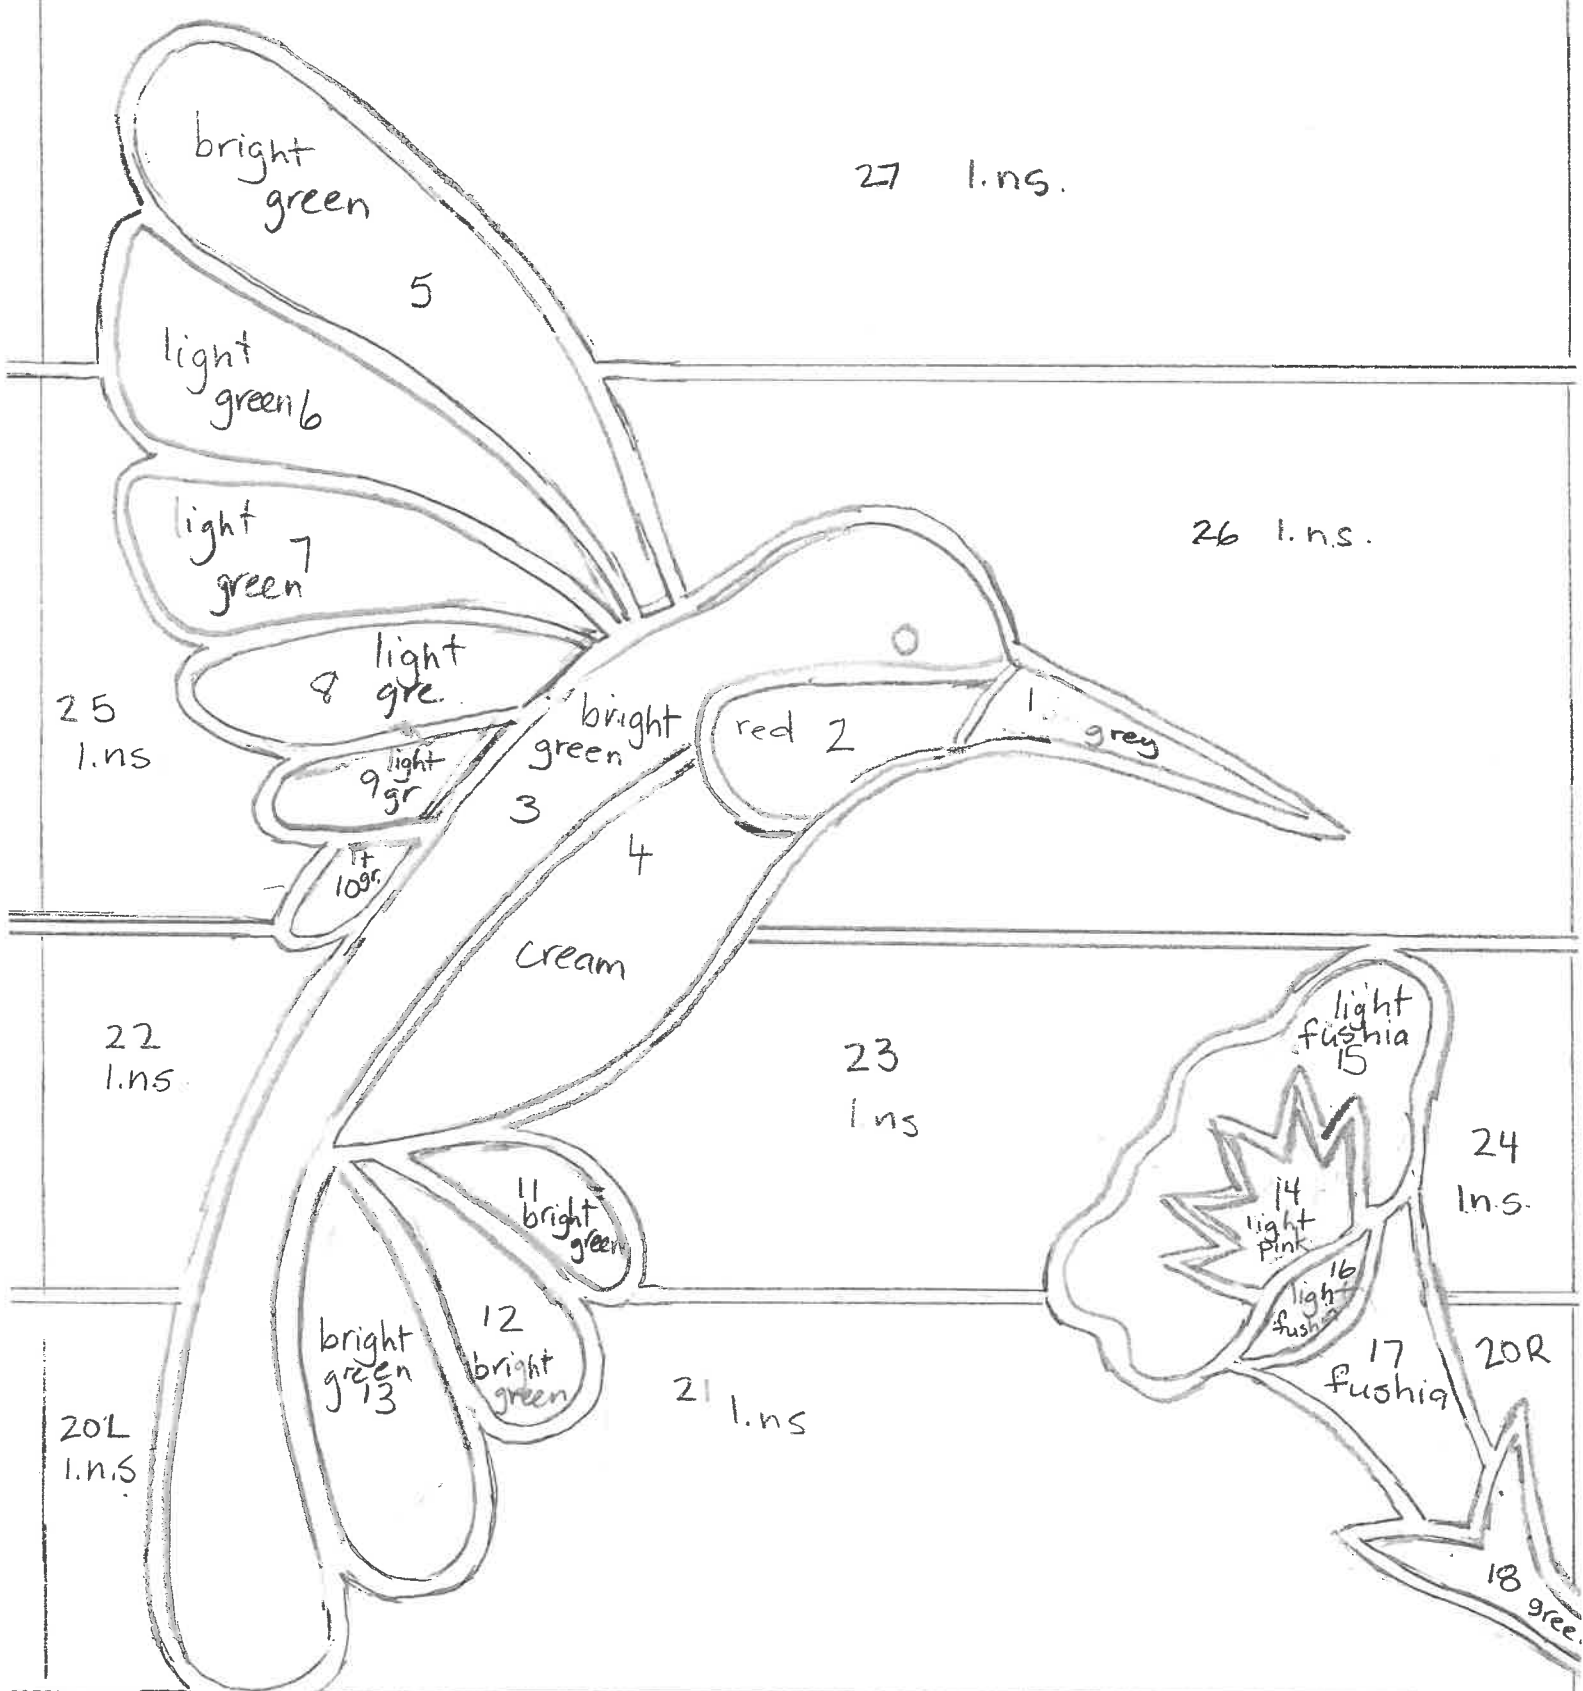 bright
green
5
27 l.ns.
light
green 6
light
green 7
26 l.ns.
8 light
gre.
25
l.ns
bright
green
3
red 2
1 grey
9 light
gr
4
lt
10 gr.
cream
22
l.ns
23
l ns
light
fushia
15
24
l.n.s.
11
bright
green
14
light
pink
16
light
fushia
12
bright
green
bright
green
13
17
fushia
20R
21 l.ns
20L
l.n.s
18
gree